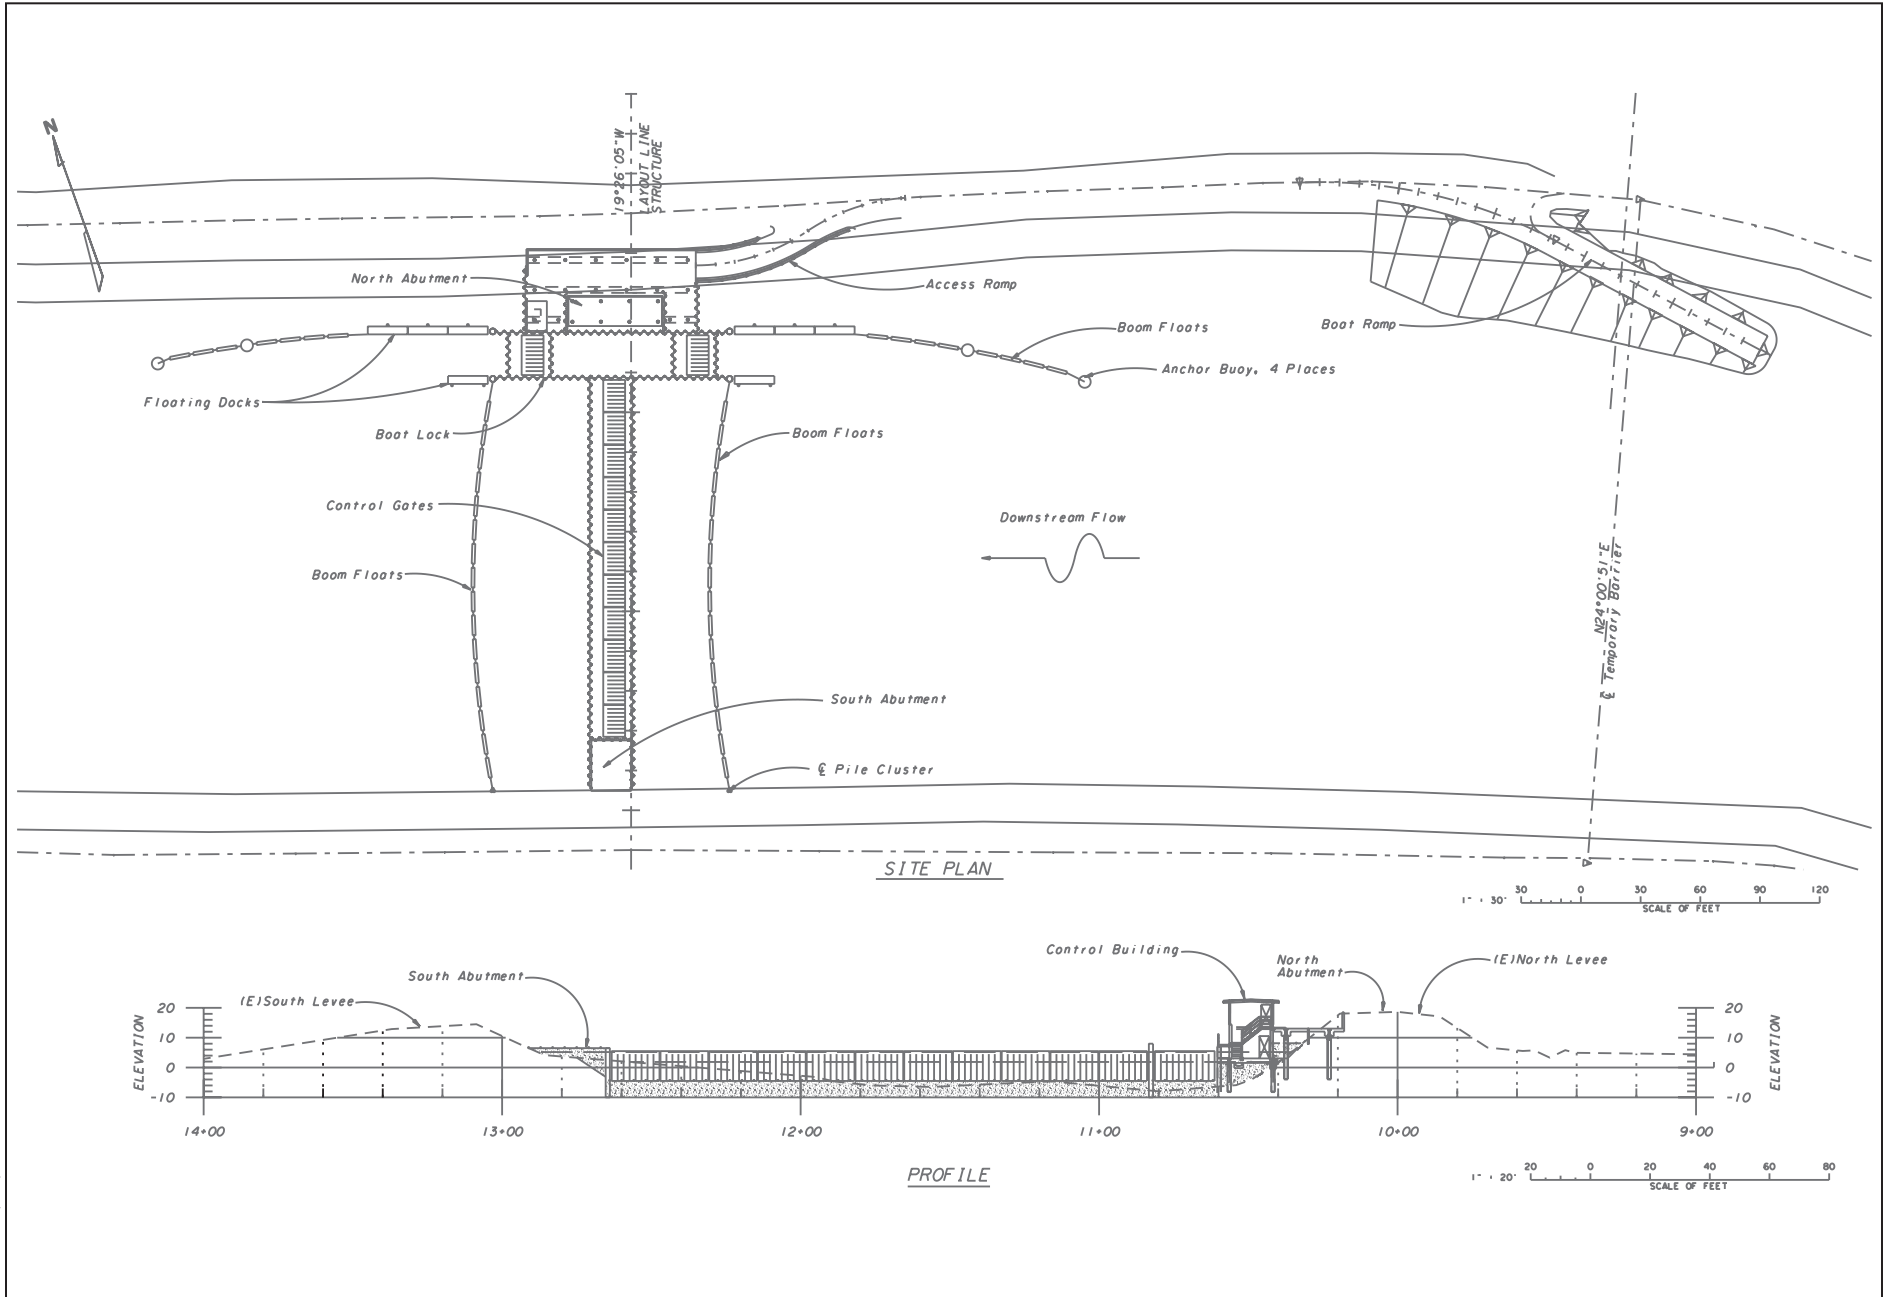 N
19°26'05"W
LAYOUT LINE
STRUCTURE
North Abutment
Access Ramp
Boom Floats
Boat Ramp
Anchor Buoy, 4 Places
Floating Docks
Boat Lock
Boom Floats
Control Gates
Downstream Flow
Boom Floats
N24°00'51"E
℄ Temporary Barrier
South Abutment
℄ Pile Cluster
SITE PLAN
1" = 30'
30 0 30 60 90 120
SCALE OF FEET
Control Building
North
Abutment
(E)North Levee
South Abutment
(E)South Levee
ELEVATION
20
10
0
-10
20
10
0
-10
ELEVATION
14+00 13+00 12+00 11+00 10+00 9+00
PROFILE
1" = 20'
20 0 20 40 60 80
SCALE OF FEET